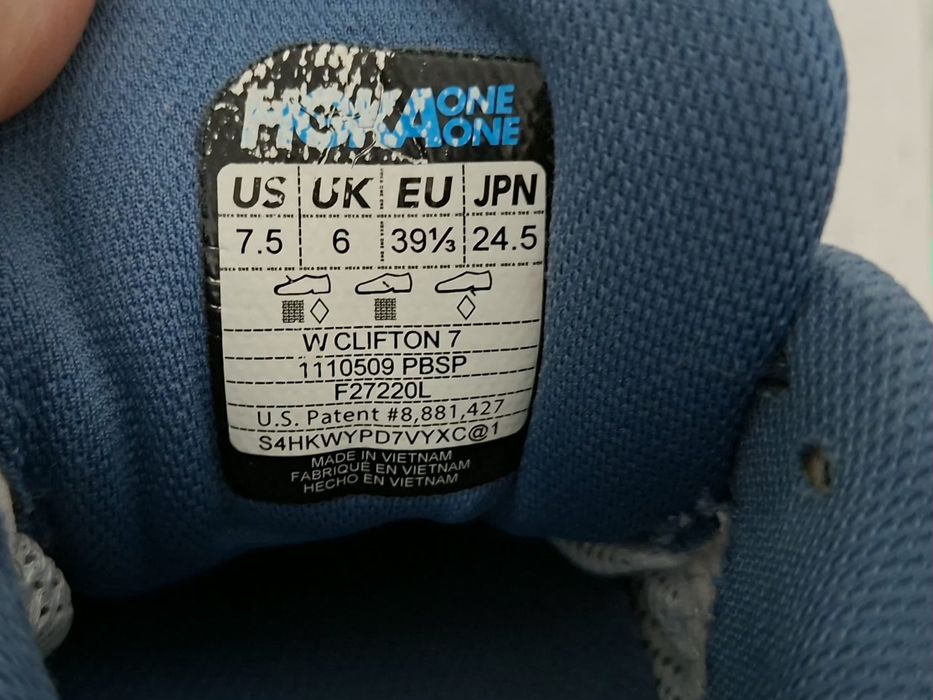 HOKA ONE ONE
US UK EU JPN
7.5 6 39⅓ 24.5
W CLIFTON 7
1110509 PBSP
F27220L
U.S. Patent #8,881,427
S4HKWYPD7VYXC@1
MADE IN VIETNAM
FABRIQUÉ EN VIETNAM
HECHO EN VIETNAM